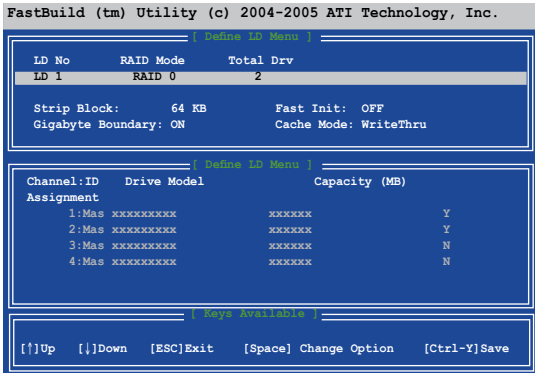 FastBuild (tm) Utility (c) 2004-2005 ATI Technology, Inc.
[ Define LD Menu ]
LD No RAID Mode Total Drv
LD 1 RAID 0 2
Strip Block: 64 KB Fast Init: OFF
Gigabyte Boundary: ON Cache Mode: WriteThru
[ Define LD Menu ]
Channel:ID Drive Model Capacity (MB)
Assignment
1:Mas xxxxxxxxx xxxxxx Y
2:Mas xxxxxxxxx xxxxxx Y
3:Mas xxxxxxxxx xxxxxx N
4:Mas xxxxxxxxx xxxxxx N
[ Keys Available ]
[↑]Up [↓]Down [ESC]Exit [Space] Change Option [Ctrl-Y]Save